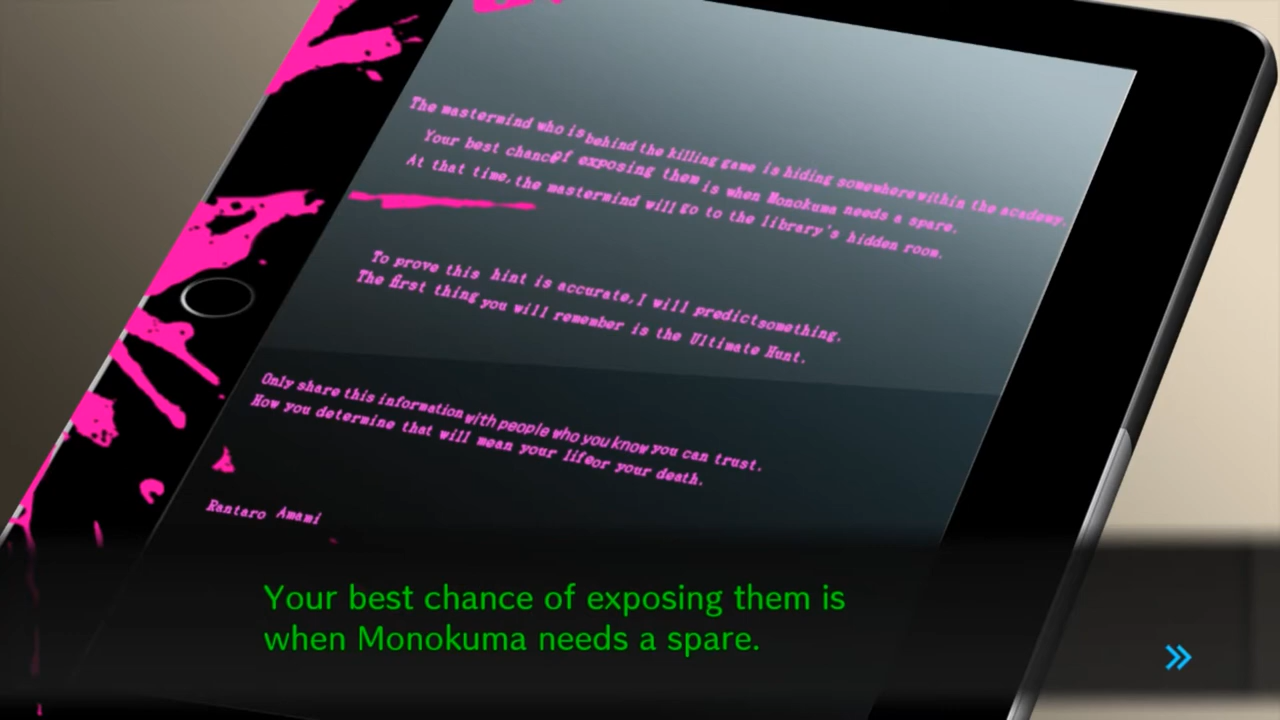 The mastermind who is behind the killing game is hiding somewhere within the academy.
Your best chance of exposing them is when Monokuma needs a spare.
At that time, the mastermind will go to the library's hidden room.
To prove this hint is accurate, I will predict something.
The first thing you will remember is the Ultimate Hunt.
Only share this information with people who you know you can trust.
How you determine that will mean your life or your death.
Rantaro Amami
Your best chance of exposing them is
when Monokuma needs a spare.